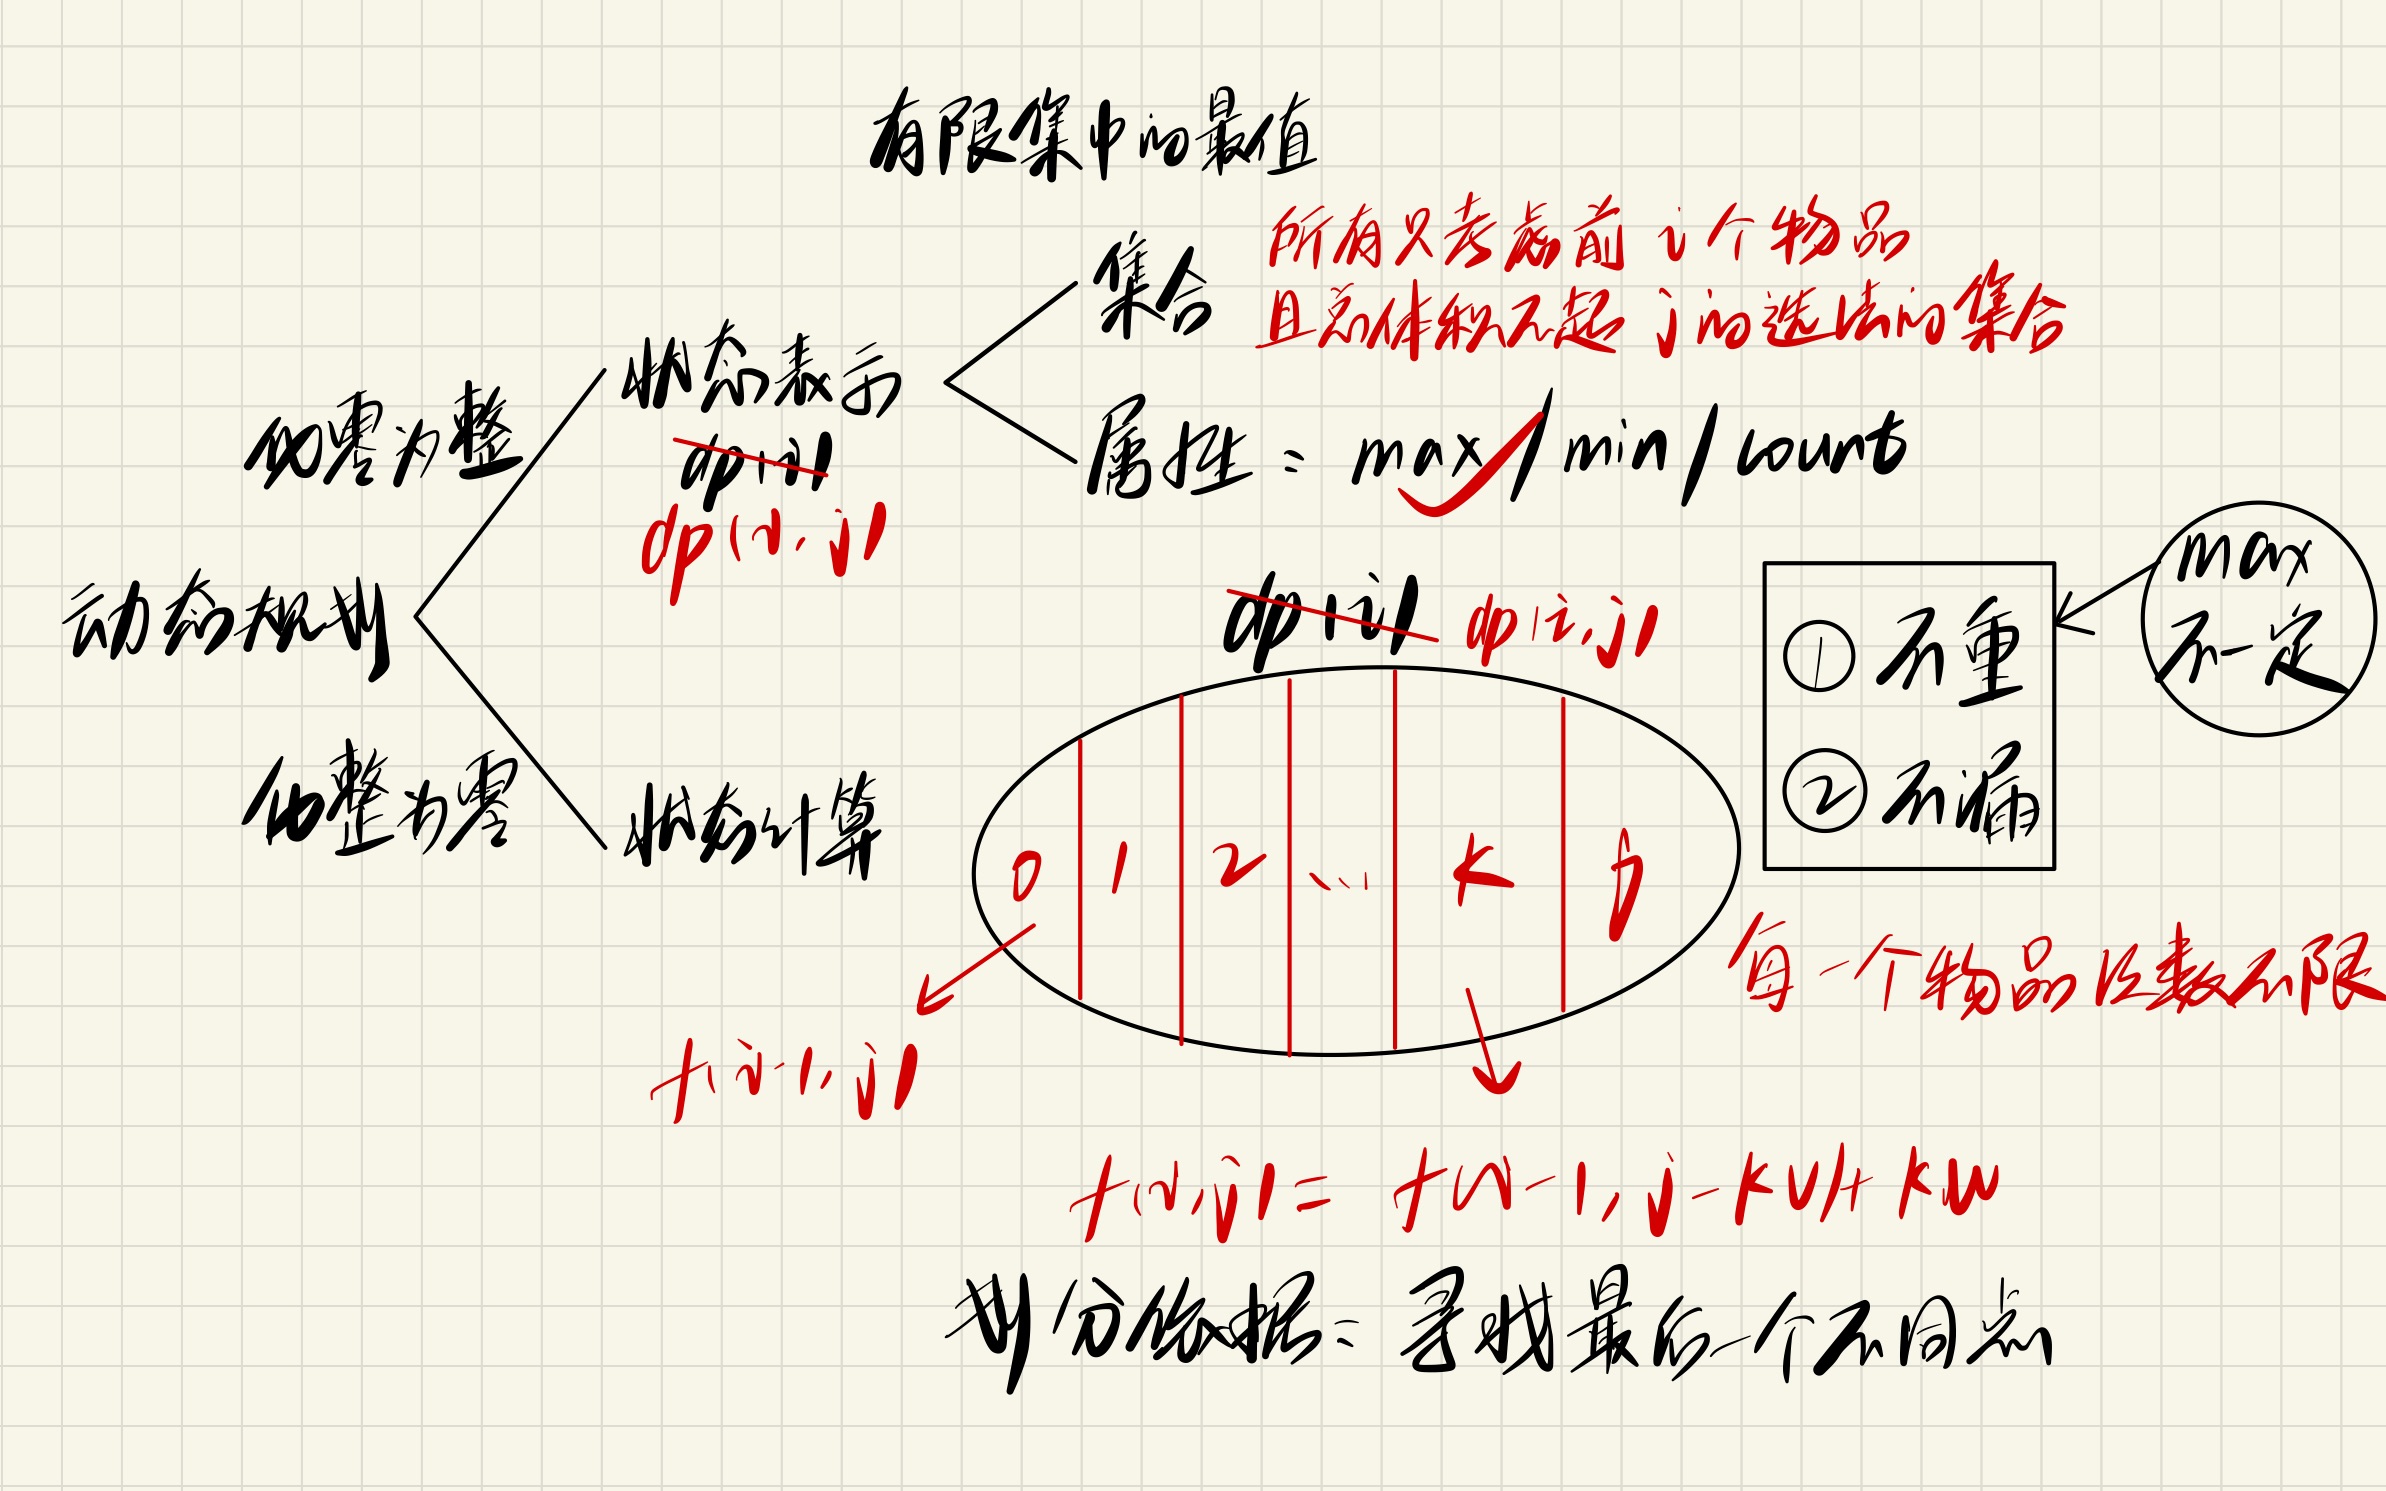 有限集中的最值
所有只考虑前 i 个物品
且总体积不超 j 的选法的集合
集合
化零为整
状态表示
dp(i)
dp(i, j)
属性: max / min / count
动态规划
dp(i) dp(i, j)
① 不重
② 不漏
max
不一定
化整为零
状态计算
0 1 2 ... k
每一个物品次数不限
f(i-1, j)
f(i, j) = f(i-1, j-kv) + kw
划分依据: 寻找最后一个不同点